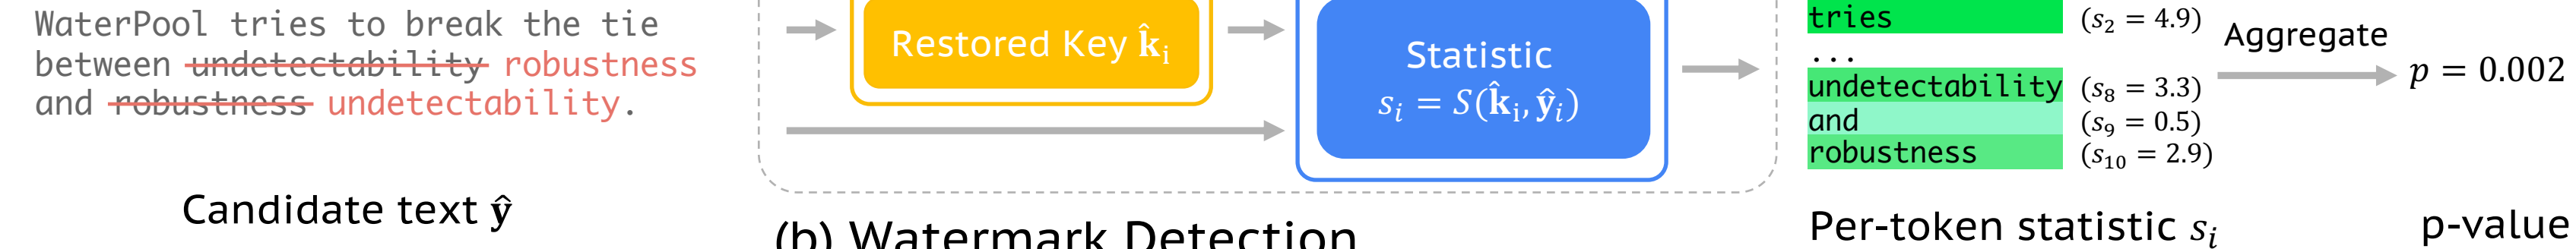 WaterPool tries to break the tie
between undetectability robustness
and robustness undetectability.
Candidate text ŷ
Restored Key k̂ᵢ
Statistic
sᵢ = S(k̂ᵢ, ŷᵢ)
(b) Watermark Detection
tries (s₂ = 4.9)
...
undetectability (s₈ = 3.3)
and (s₉ = 0.5)
robustness (s₁₀ = 2.9)
Per-token statistic sᵢ
Aggregate
p = 0.002
p-value